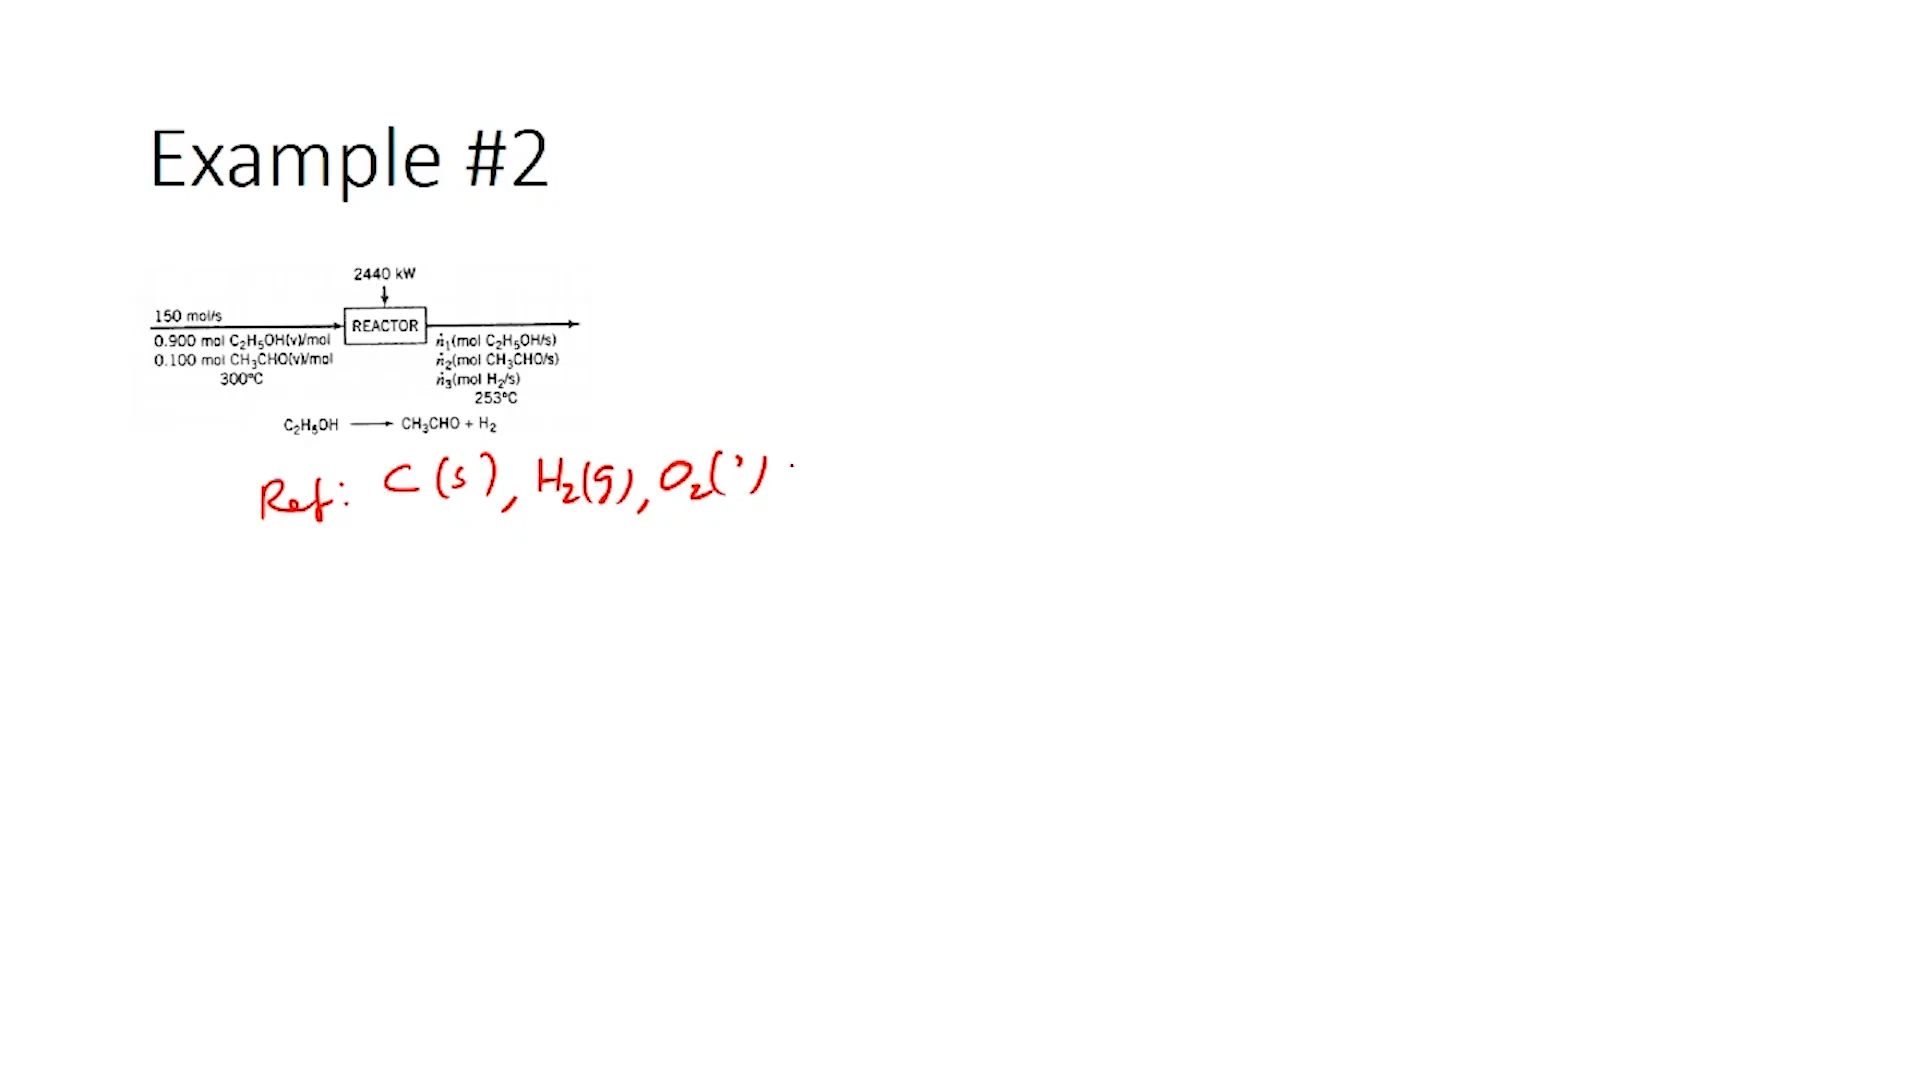 Example #2
2440 kW
150 mol/s
REACTOR
0.900 mol C₂H₅OH(v)/mol
0.100 mol CH₃CHO(v)/mol
300°C
ṅ₁(mol C₂H₅OH/s)
ṅ₂(mol CH₃CHO/s)
ṅ₃(mol H₂/s)
253°C
C₂H₅OH ⟶ CH₃CHO + H₂
Ref: C (s), H₂(g), O₂(